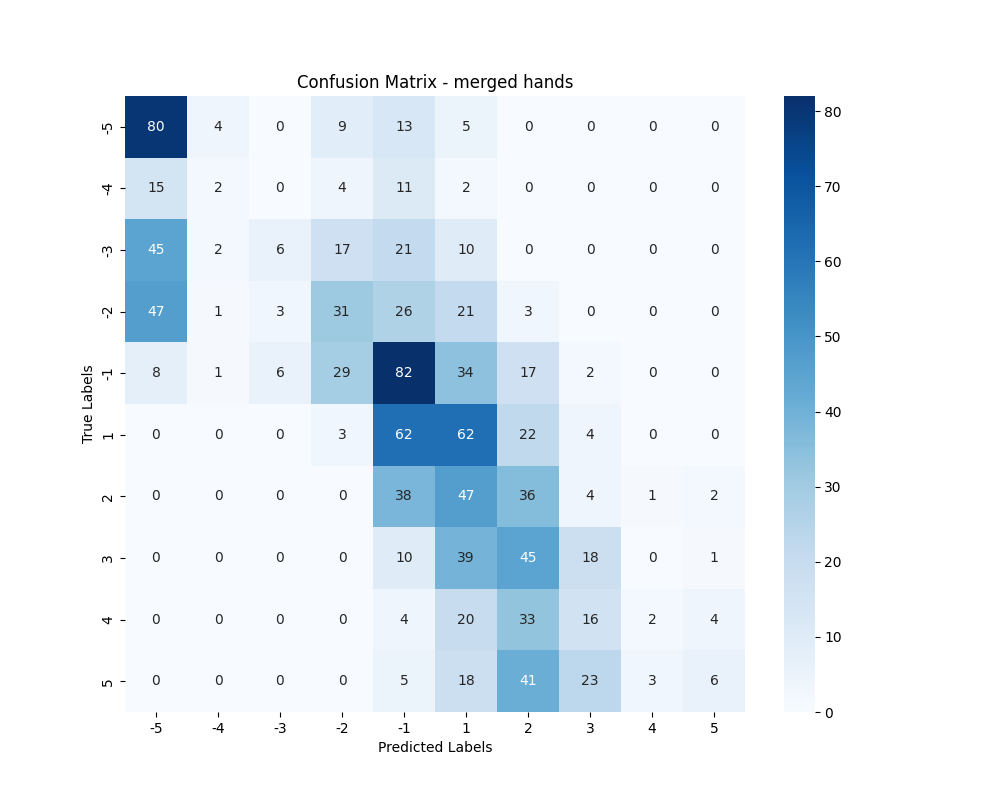 Confusion Matrix - merged hands
-5 80 4 0 9 13 5 0 0 0 0
-4 15 2 0 4 11 2 0 0 0 0
-3 45 2 6 17 21 10 0 0 0 0
-2 47 1 3 31 26 21 3 0 0 0
-1 8 1 6 29 82 34 17 2 0 0
1 0 0 0 3 62 62 22 4 0 0
2 0 0 0 0 38 47 36 4 1 2
3 0 0 0 0 10 39 45 18 0 1
4 0 0 0 0 4 20 33 16 2 4
5 0 0 0 0 5 18 41 23 3 6
-5 -4 -3 -2 -1 1 2 3 4 5
Predicted Labels
True Labels
80
70
60
50
40
30
20
10
0